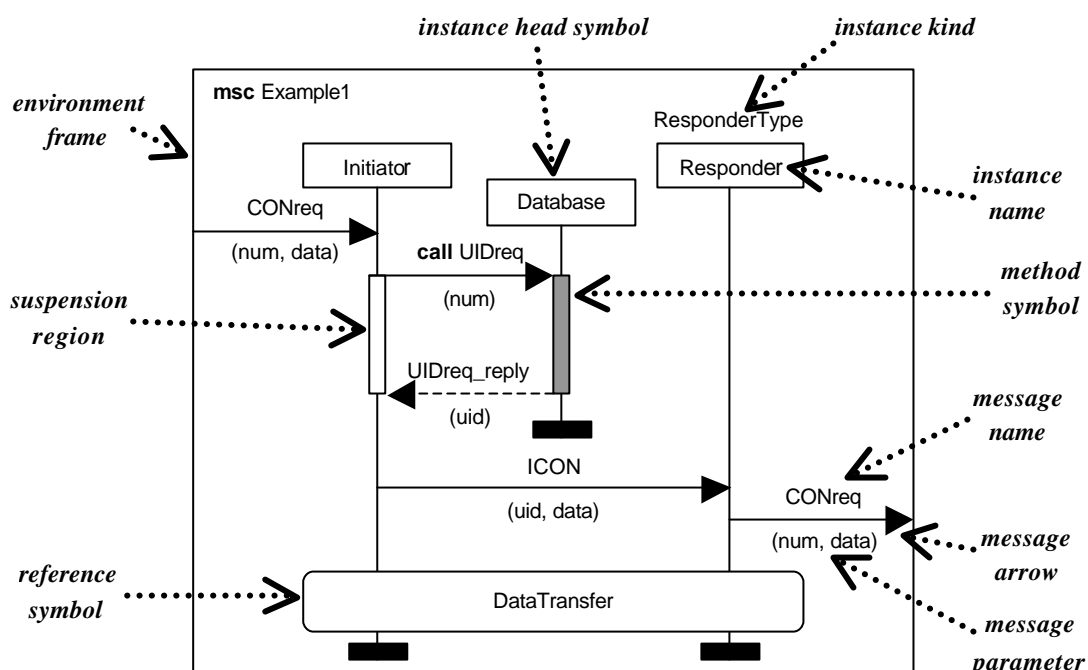 instance head symbol
instance kind
msc Example1
environment
frame
ResponderType
Initiator
Responder
instance
name
Database
CONreq
(num, data)
call UIDreq
(num)
method
symbol
suspension
region
UIDreq_reply
(uid)
message
name
ICON
(uid, data)
CONreq
(num, data)
message
arrow
reference
symbol
DataTransfer
message
parameter